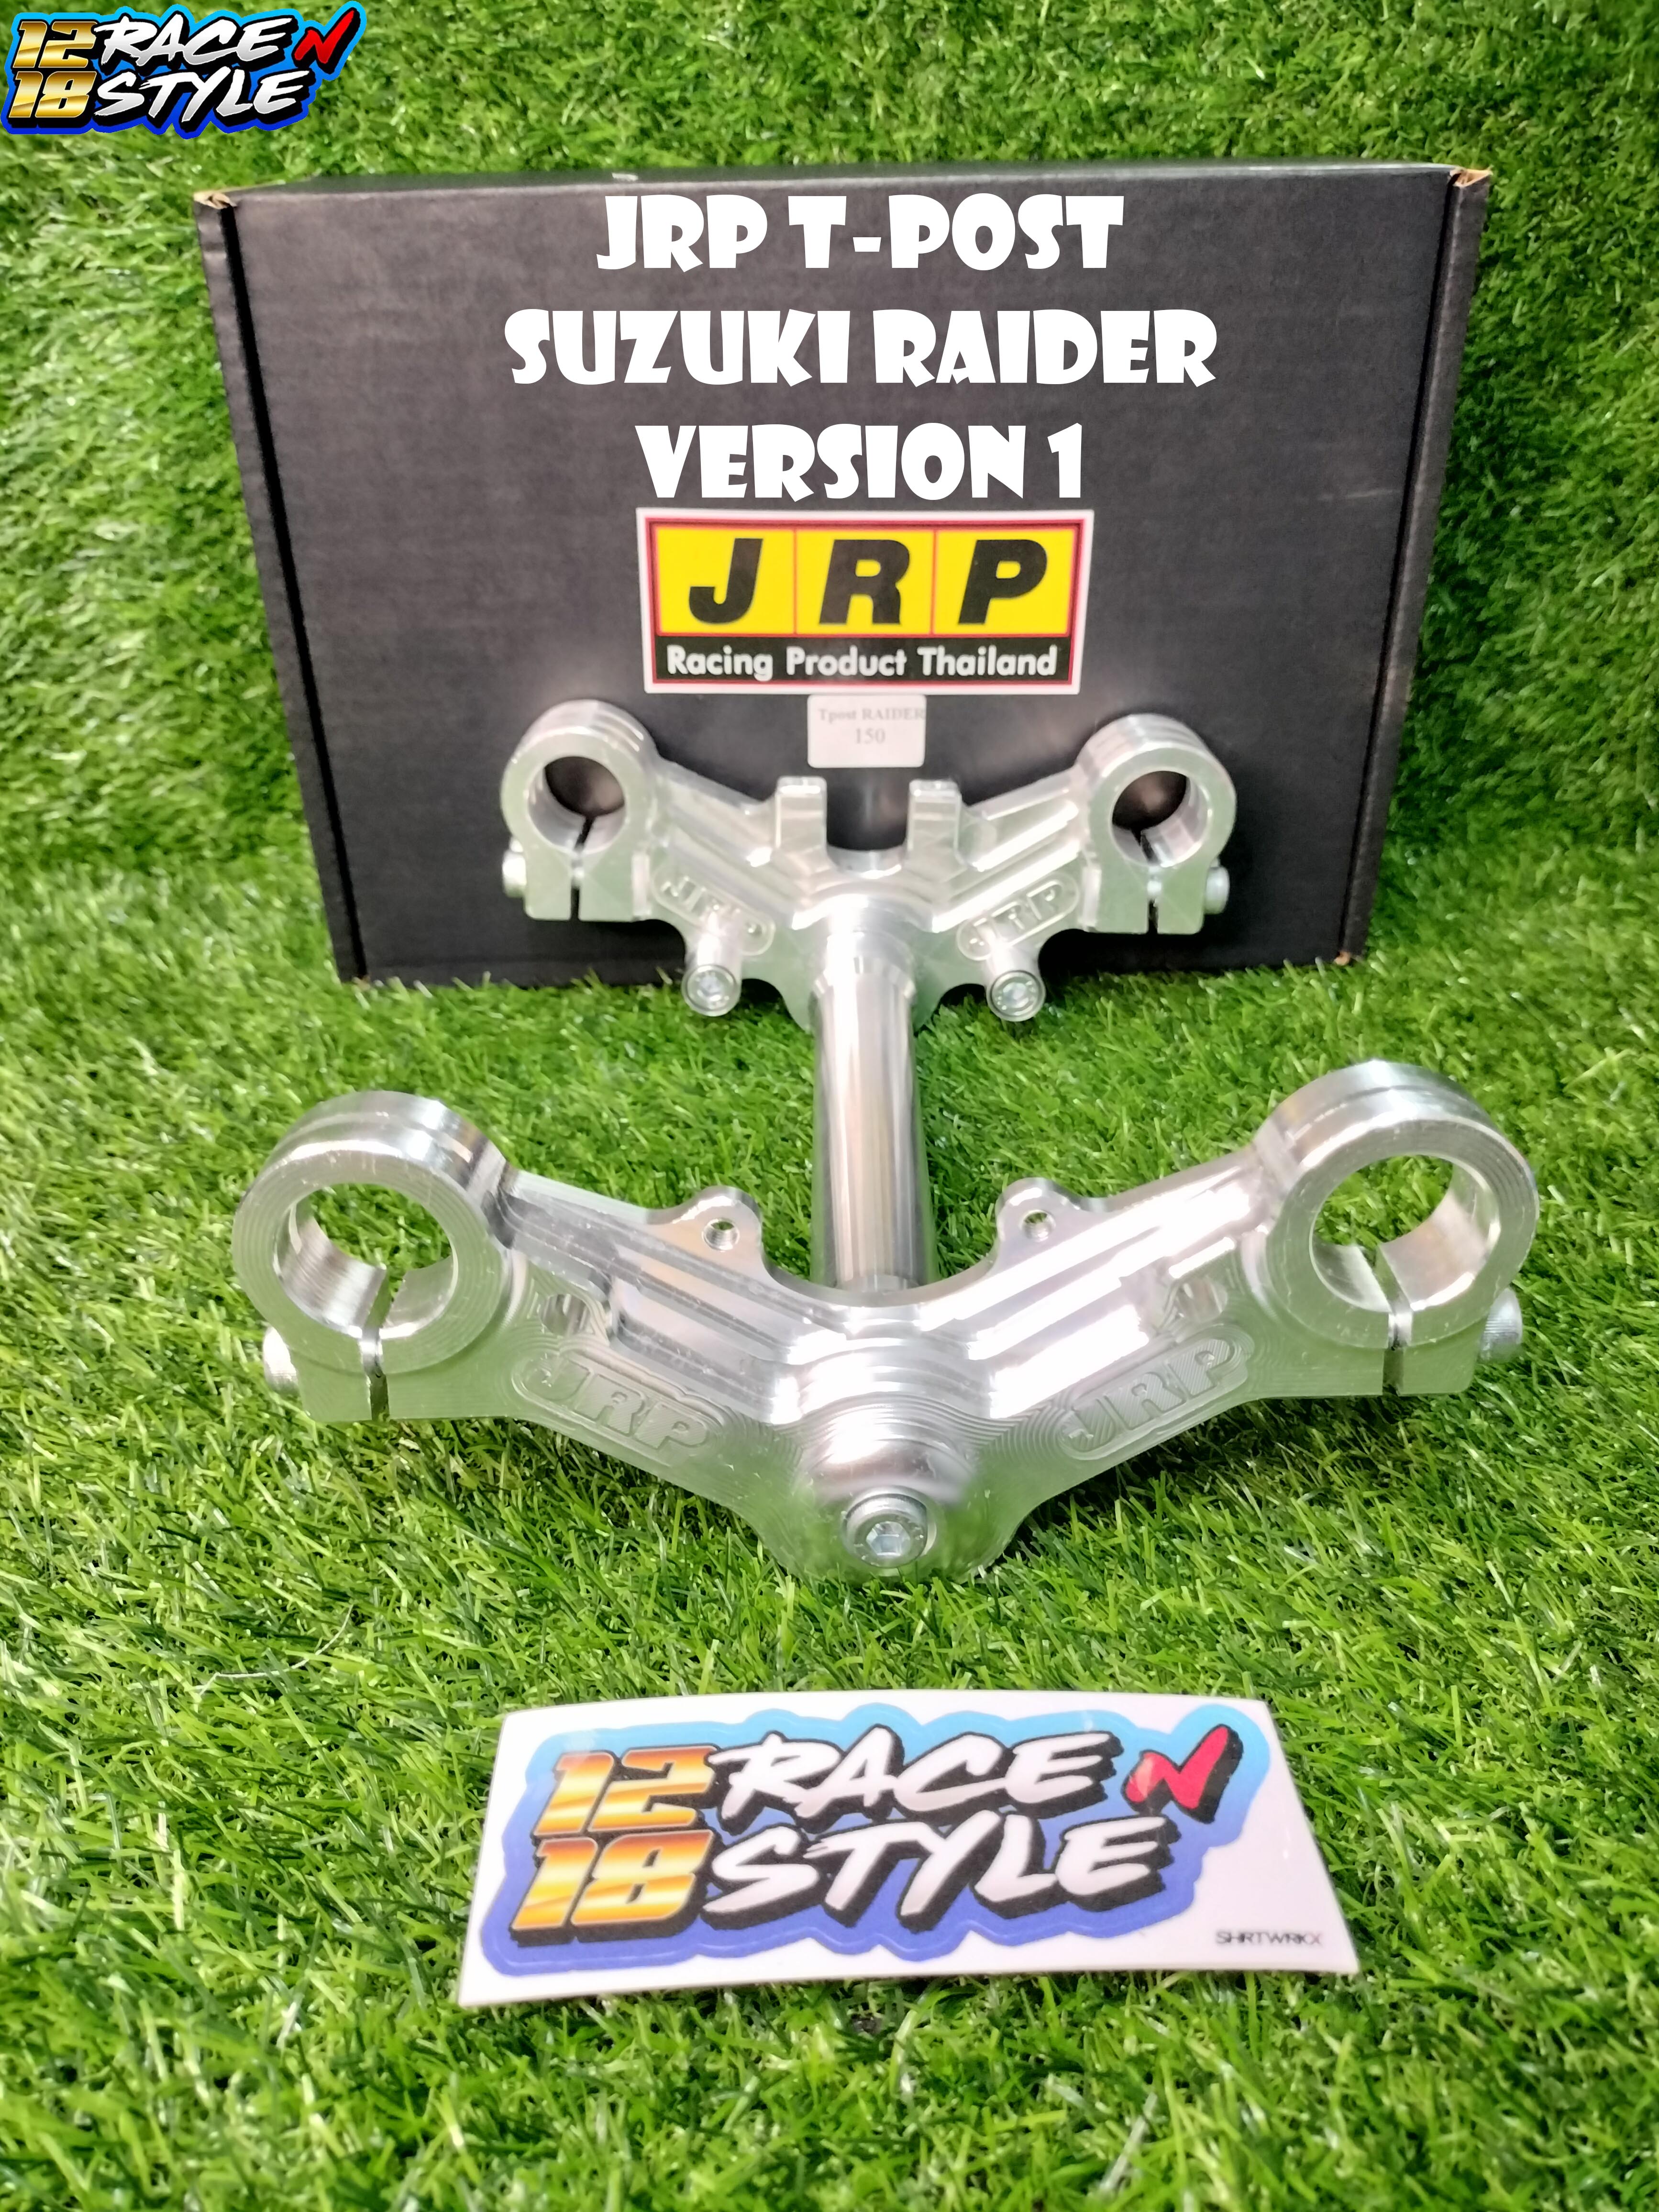 12 RACE N
18 STYLE
JRP T-POST
SUZUKI RAIDER
VERSION 1
JRP
Racing Product Thailand
Tpost RAIDER
150
JRP JRP
JRP JRP
12 RACE N
18 STYLE
SHRTWRKX